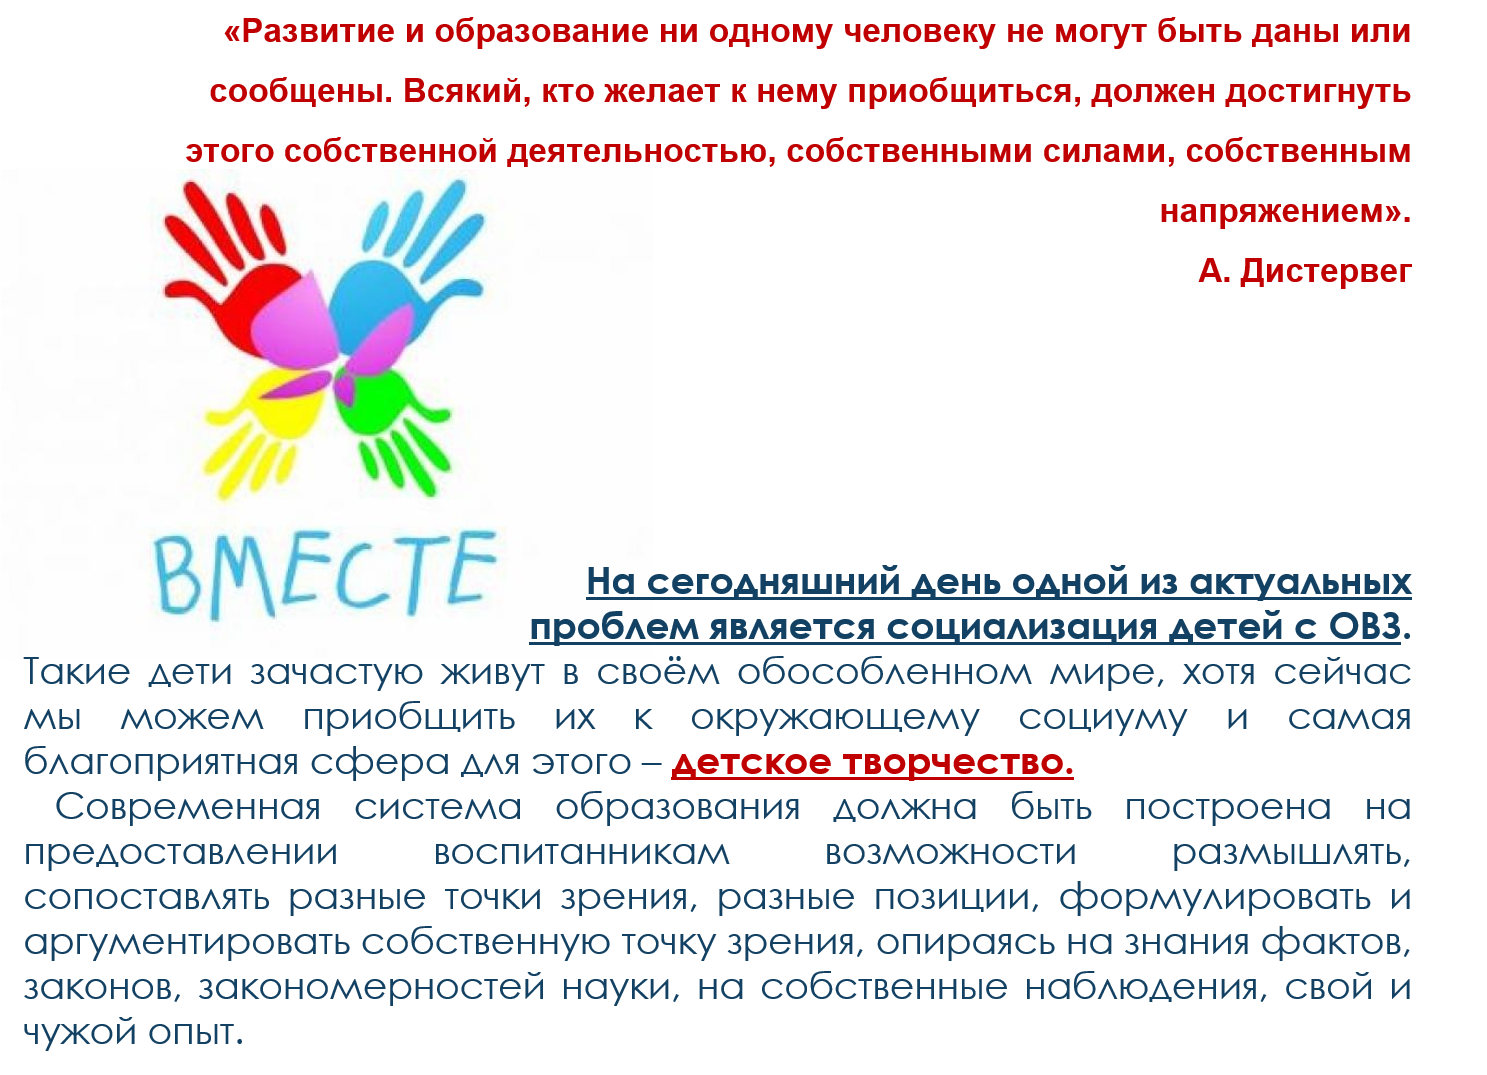 «Развитие и образование ни одному человеку не могут быть даны или
сообщены. Всякий, кто желает к нему приобщиться, должен достигнуть
этого собственной деятельностью, собственными силами, собственным
напряжением».
А. Дистервег
ВМЕСТЕ
На сегодняшний день одной из актуальных
проблем является социализация детей с ОВЗ.
Такие дети зачастую живут в своём обособленном мире, хотя сейчас
мы можем приобщить их к окружающему социуму и самая
благоприятная сфера для этого – детское творчество.
Современная система образования должна быть построена на
предоставлении воспитанникам возможности размышлять,
сопоставлять разные точки зрения, разные позиции, формулировать и
аргументировать собственную точку зрения, опираясь на знания фактов,
законов, закономерностей науки, на собственные наблюдения, свой и
чужой опыт.